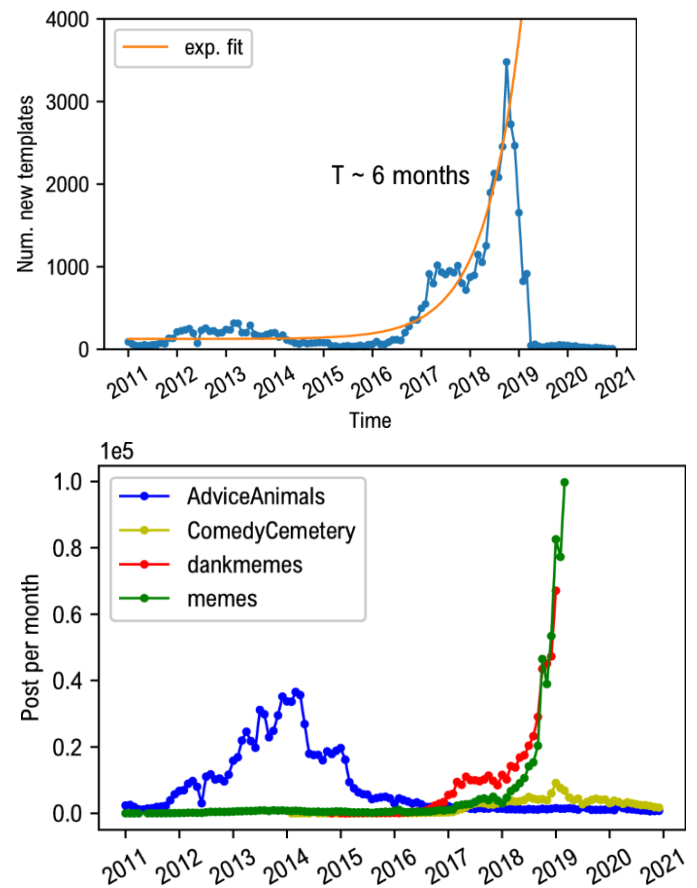 4000
exp. fit
3000
T ~ 6 months
2000
1000
0
Num. new templates
2011 2012 2013 2014 2015 2016 2017 2018 2019 2020 2021
Time
1e5
1.0
AdviceAnimals
ComedyCemetery
0.8
dankmemes
memes
0.6
0.4
0.2
0.0
Post per month
2011 2012 2013 2014 2015 2016 2017 2018 2019 2020 2021